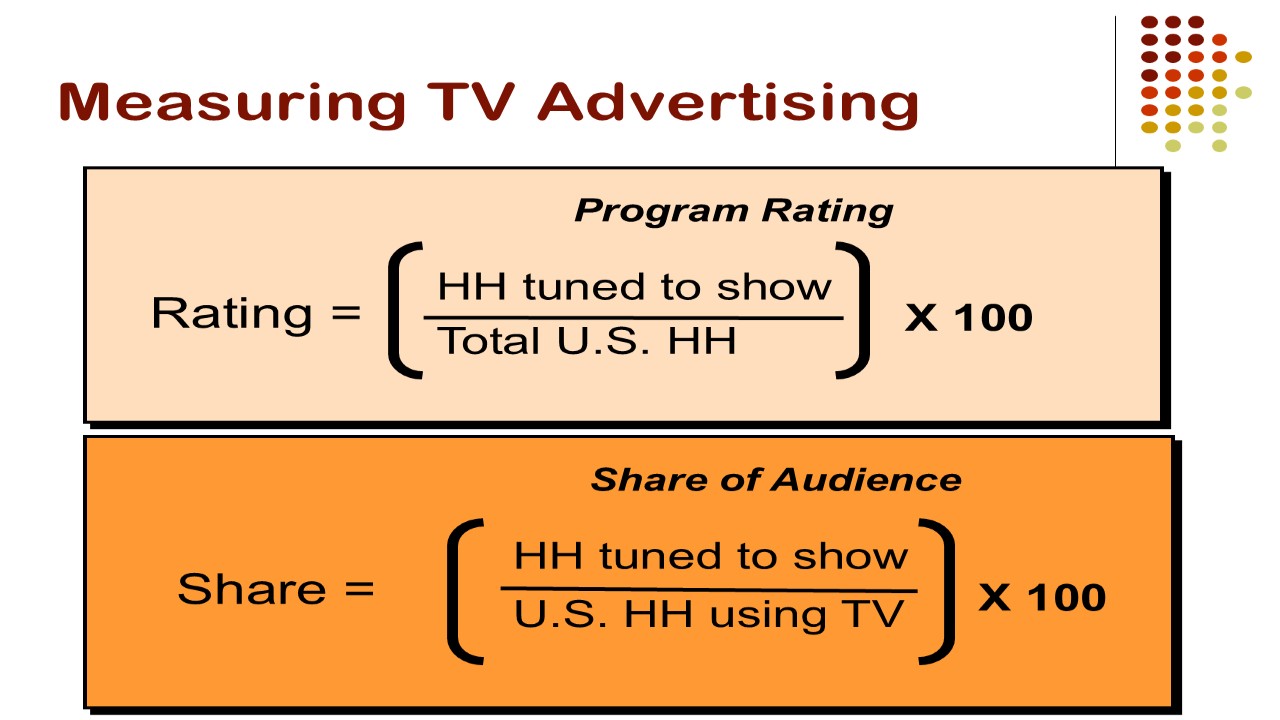 Measuring TV Advertising
Program Rating
Rating =
HH tuned to show
Total U.S. HH
X 100
Share of Audience
Share =
HH tuned to show
U.S. HH using TV
X 100